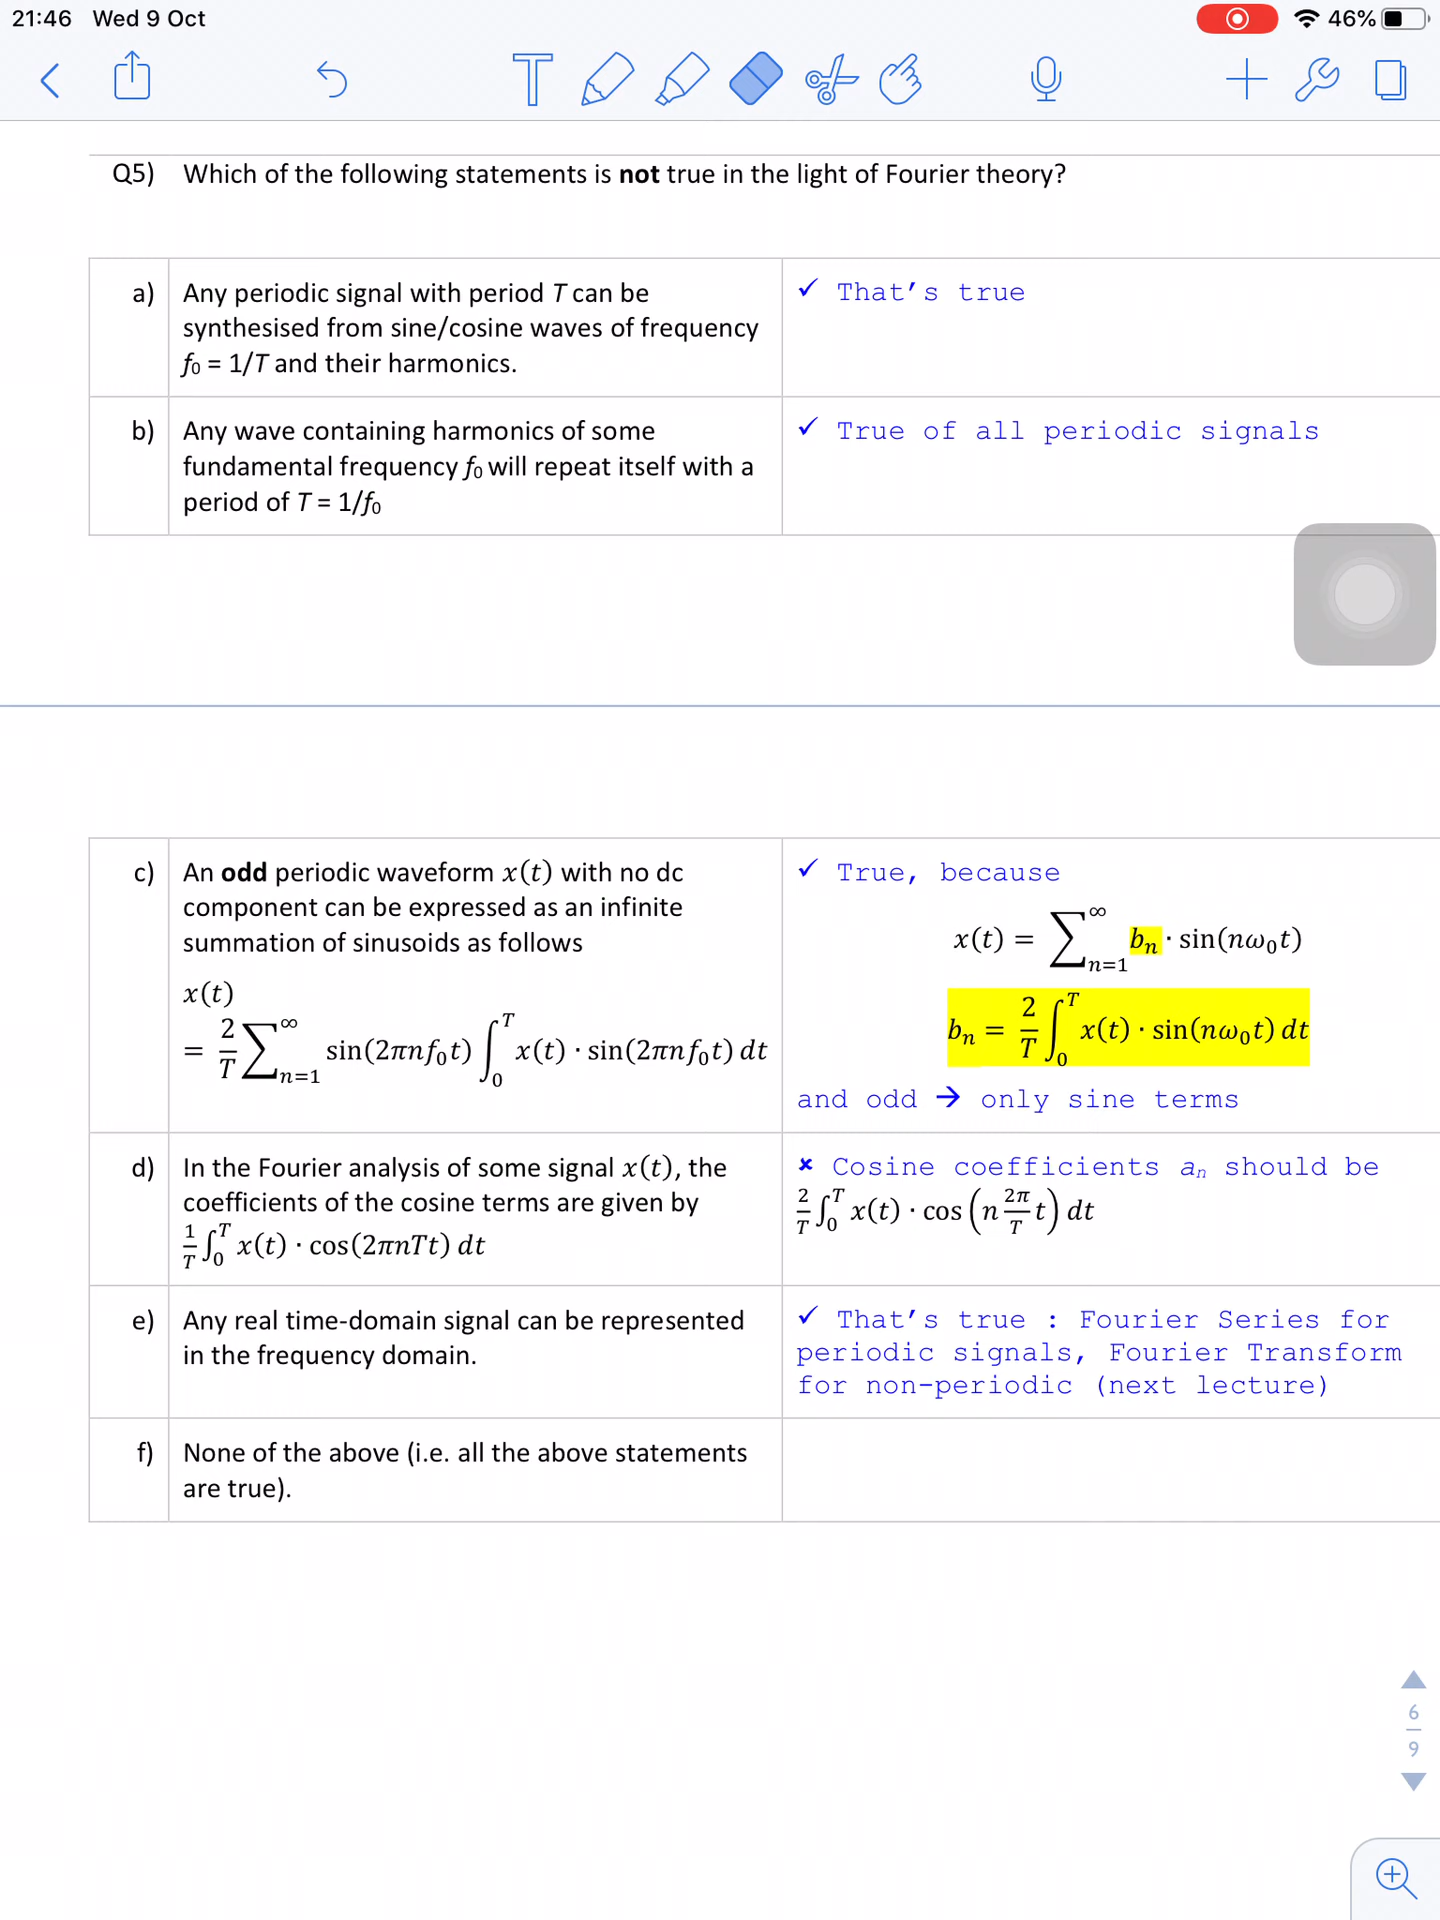 21:46 Wed 9 Oct
46%
Q5) Which of the following statements is not true in the light of Fourier theory?
a) Any periodic signal with period T can be
synthesised from sine/cosine waves of frequency
f₀ = 1/T and their harmonics.
✓ That's true
b) Any wave containing harmonics of some
fundamental frequency f₀ will repeat itself with a
period of T = 1/f₀
✓ True of all periodic signals
c) An odd periodic waveform x(t) with no dc
component can be expressed as an infinite
summation of sinusoids as follows
x(t)
= 2/T ∑_{n=1}^{∞} sin(2πnf₀t) ∫₀ᵀ x(t) · sin(2πnf₀t) dt
✓ True, because
x(t) = ∑_{n=1}^{∞} bₙ · sin(nω₀t)
bₙ = 2/T ∫₀ᵀ x(t) · sin(nω₀t) dt
and odd → only sine terms
d) In the Fourier analysis of some signal x(t), the
coefficients of the cosine terms are given by
1/T ∫₀ᵀ x(t) · cos(2πnTt) dt
× Cosine coefficients aₙ should be
2/T ∫₀ᵀ x(t) · cos(n 2π/T t) dt
e) Any real time-domain signal can be represented
in the frequency domain.
✓ That's true : Fourier Series for
periodic signals, Fourier Transform
for non-periodic (next lecture)
f) None of the above (i.e. all the above statements
are true).
6
9